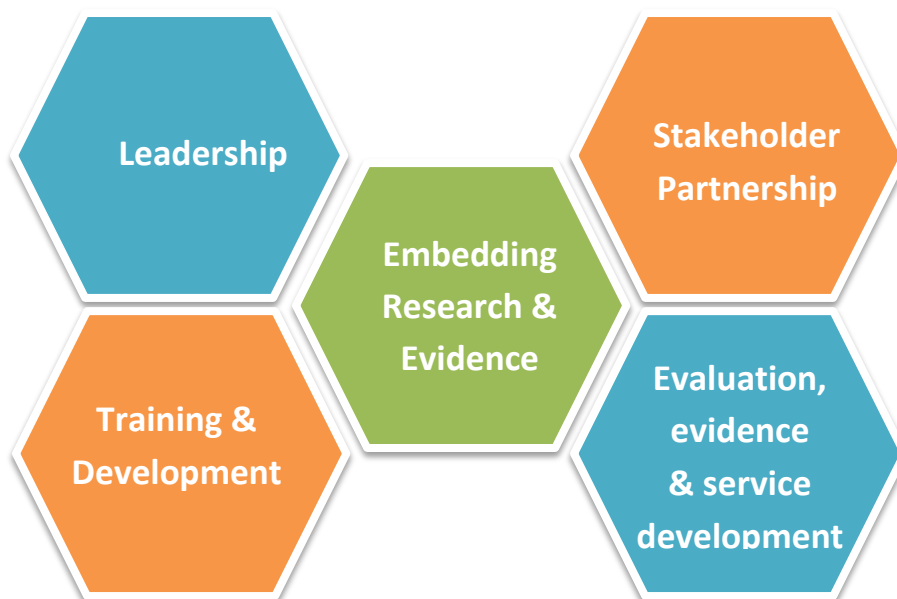 Leadership
Stakeholder
Partnership
Embedding
Research &
Evidence
Training &
Development
Evaluation,
evidence
& service
development